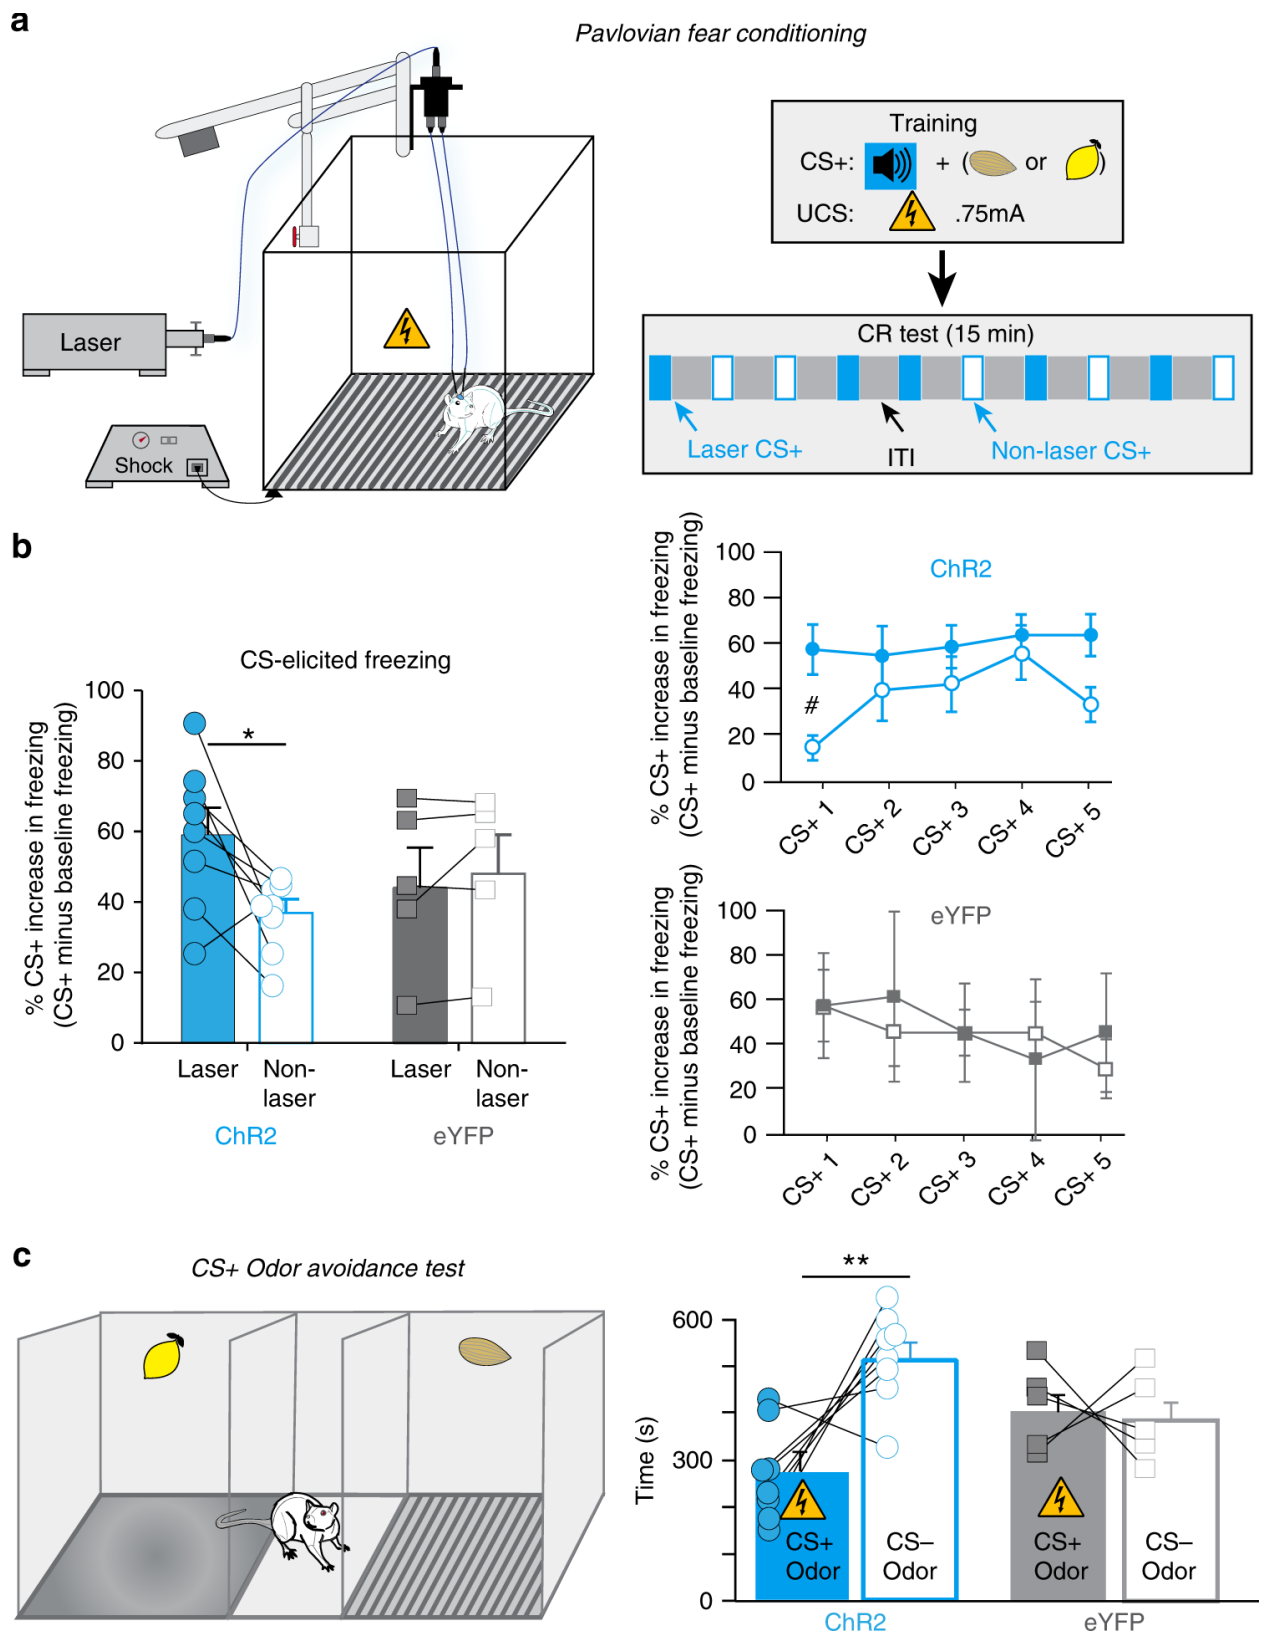 a
Pavlovian fear conditioning
Training
CS+: + ( or )
UCS: .75mA
CR test (15 min)
Laser CS+
ITI
Non-laser CS+
Laser
Shock
b
CS-elicited freezing
% CS+ increase in freezing
(CS+ minus baseline freezing)
100
80
60
40
20
0
*
Laser
Non-
laser
Laser
Non-
laser
ChR2
eYFP
% CS+ increase in freezing
(CS+ minus baseline freezing)
100
80
60
40
20
0
ChR2
#
CS+ 1
CS+ 2
CS+ 3
CS+ 4
CS+ 5
% CS+ increase in freezing
(CS+ minus baseline freezing)
100
80
60
40
20
0
eYFP
CS+ 1
CS+ 2
CS+ 3
CS+ 4
CS+ 5
c
CS+ Odor avoidance test
Time (s)
600
300
0
**
CS+
Odor
CS–
Odor
CS+
Odor
CS–
Odor
ChR2
eYFP